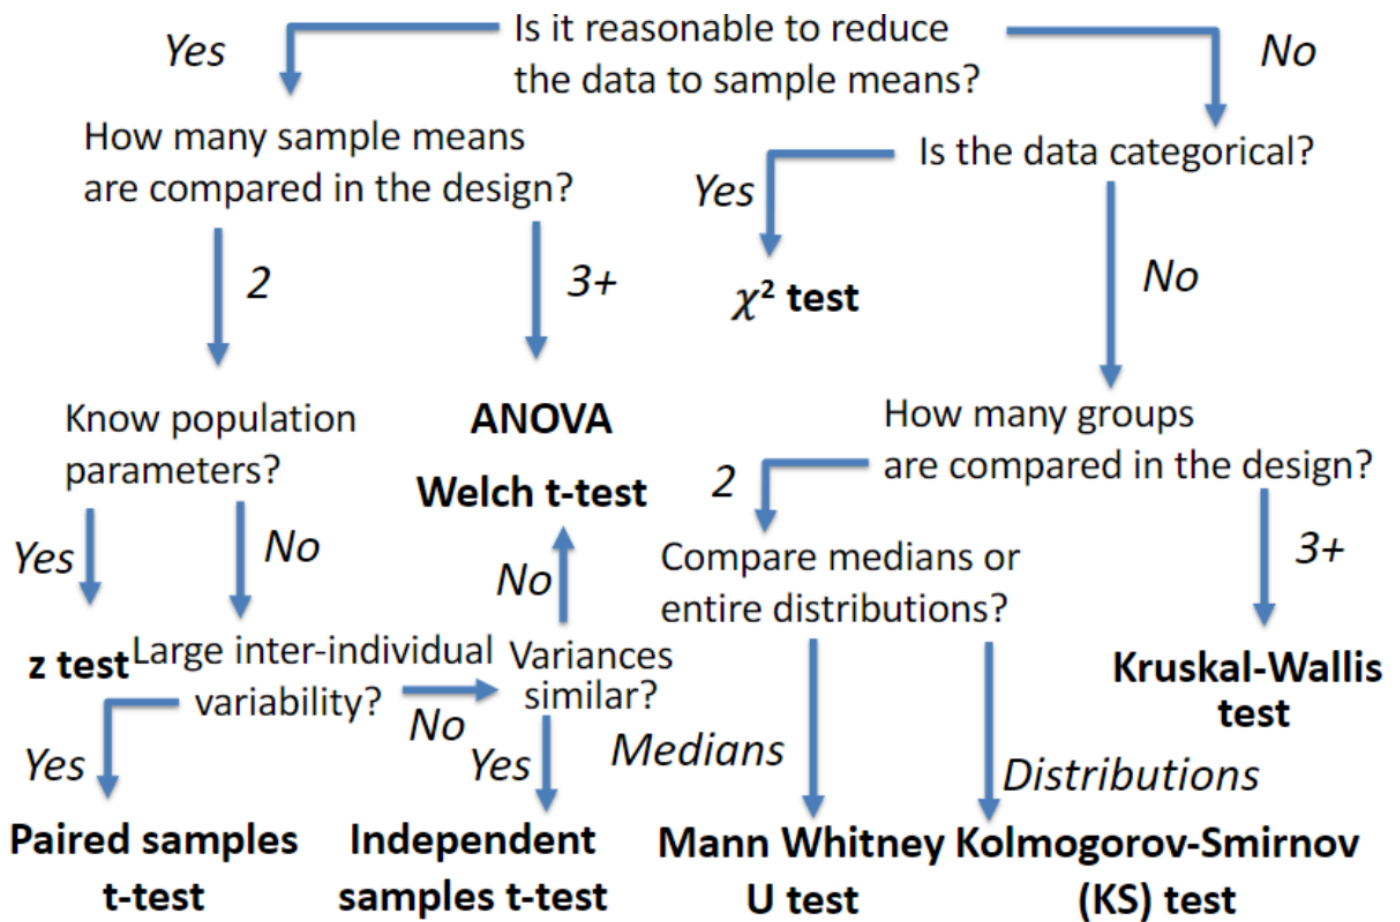 Is it reasonable to reduce
the data to sample means?
Yes
No
How many sample means
are compared in the design?
Is the data categorical?
Yes
χ² test
No
2
3+
Know population
parameters?
ANOVA
Welch t-test
How many groups
are compared in the design?
2
3+
Yes
No
No
Compare medians or
entire distributions?
z test
Large inter-individual
variability?
Variances
similar?
Kruskal-Wallis
test
No
Yes
Yes
Medians
Distributions
Paired samples
t-test
Independent
samples t-test
Mann Whitney
U test
Kolmogorov-Smirnov
(KS) test